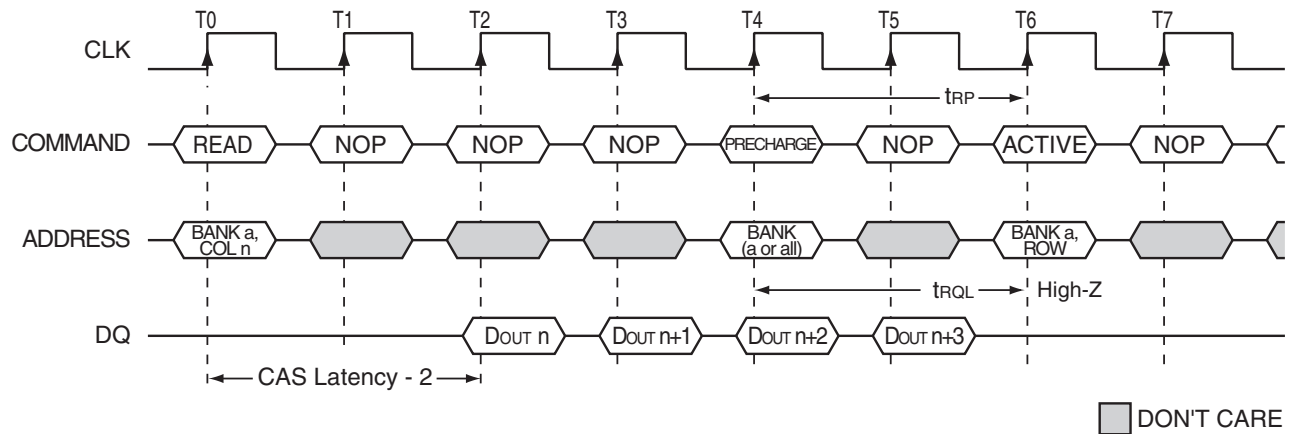 T0 T1 T2 T3 T4 T5 T6 T7
CLK
tRP
COMMAND READ NOP NOP NOP PRECHARGE NOP ACTIVE NOP
ADDRESS BANK a, COL n BANK (a or all) BANK a, ROW
tRQL High-Z
DQ DOUT n DOUT n+1 DOUT n+2 DOUT n+3
CAS Latency - 2
DON'T CARE